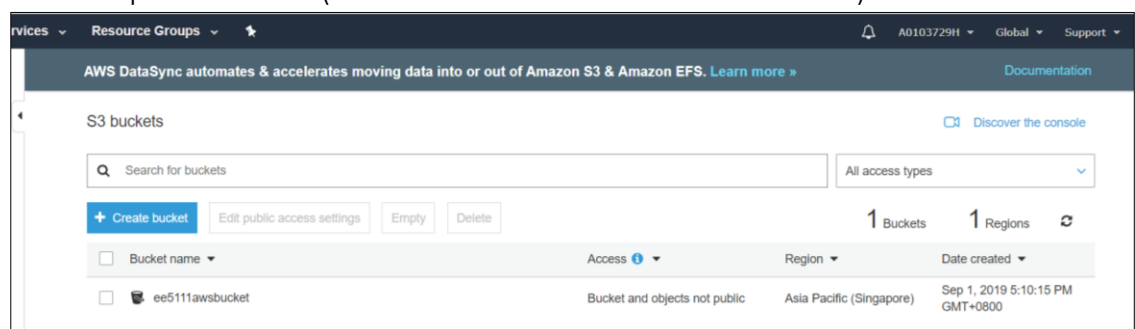 rvices Resource Groups A0103729H Global Support
AWS DataSync automates & accelerates moving data into or out of Amazon S3 & Amazon EFS. Learn more » Documentation
S3 buckets Discover the console
Search for buckets All access types
+ Create bucket Edit public access settings Empty Delete 1 Buckets 1 Regions
Bucket name Access Region Date created
ee5111awsbucket Bucket and objects not public Asia Pacific (Singapore) Sep 1, 2019 5:10:15 PM
GMT+0800